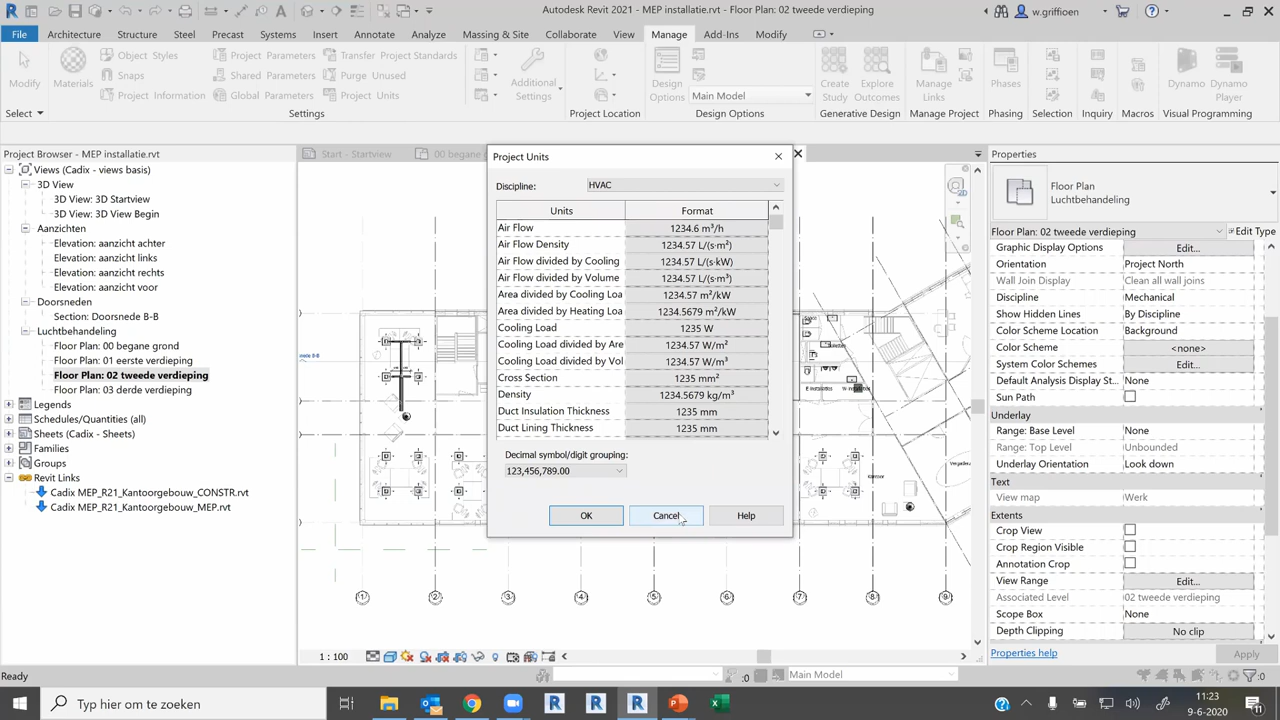 Autodesk Revit 2021 - MEP installatie.rvt - Floor Plan: 02 tweede verdieping
w.griffioen
File Architecture Structure Steel Precast Systems Insert Annotate Analyze Massing & Site Collaborate View Manage Add-Ins Modify
Object Styles Project Parameters Transfer Project Standards
Snaps Shared Parameters Purge Unused
Project Information Global Parameters Project Units
Modify Materials Additional Settings
Design Options Main Model
Create Study Explore Outcomes Manage Links Phases Dynamo Dynamo Player
Select Settings Project Location Design Options Generative Design Manage Project Phasing Selection Inquiry Macros Visual Programming
Project Browser - MEP installatie.rvt
Views (Cadix - views basis)
3D View
3D View: 3D Startview
3D View: 3D View Begin
Aanzichten
Elevation: aanzicht achter
Elevation: aanzicht links
Elevation: aanzicht rechts
Elevation: aanzicht voor
Doorsneden
Section: Doorsnede B-B
Luchtbehandeling
Floor Plan: 00 begane grond
Floor Plan: 01 eerste verdieping
Floor Plan: 02 tweede verdieping
Floor Plan: 03 derde verdieping
Legends
Schedules/Quantities (all)
Sheets (Cadix - Sheets)
Families
Groups
Revit Links
Cadix MEP_R21_Kantoorgebouw_CONSTR.rvt
Cadix MEP_R21_Kantoorgebouw_MEP.rvt
Start - Startview
00 begane g
Project Units
Discipline: HVAC
Units Format
Air Flow 1234.6 m³/h
Air Flow Density 1234.57 L/(s·m²)
Air Flow divided by Cooling 1234.57 L/(s·kW)
Air Flow divided by Volume 1234.57 L/(s·m³)
Area divided by Cooling Loa 1234.57 m²/kW
Area divided by Heating Loa 1234.5679 m²/kW
Cooling Load 1235 W
Cooling Load divided by Are 1234.57 W/m²
Cooling Load divided by Vol 1234.57 W/m³
Cross Section 1235 mm²
Density 1234.5679 kg/m³
Duct Insulation Thickness 1235 mm
Duct Lining Thickness 1235 mm
Decimal symbol/digit grouping:
123,456,789.00
OK Cancel Help
1 2 3 4 5 6 7 8 9
Properties
Floor Plan
Luchtbehandeling
Floor Plan: 02 tweede verdieping Edit Type
Graphic Display Options Edit...
Orientation Project North
Wall Join Display Clean all wall joins
Discipline Mechanical
Show Hidden Lines By Discipline
Color Scheme Location Background
Color Scheme <none>
System Color Schemes Edit...
Default Analysis Display St... None
Sun Path
Underlay
Range: Base Level None
Range: Top Level Unbounded
Underlay Orientation Look down
Text
View map Werk
Extents
Crop View
Crop Region Visible
Annotation Crop
View Range Edit...
Associated Level 02 tweede verdieping
Scope Box None
Depth Clipping No clip
Properties help Apply
1 : 100
Ready
:0 Main Model :0
Typ hier om te zoeken
11:23
9-6-2020